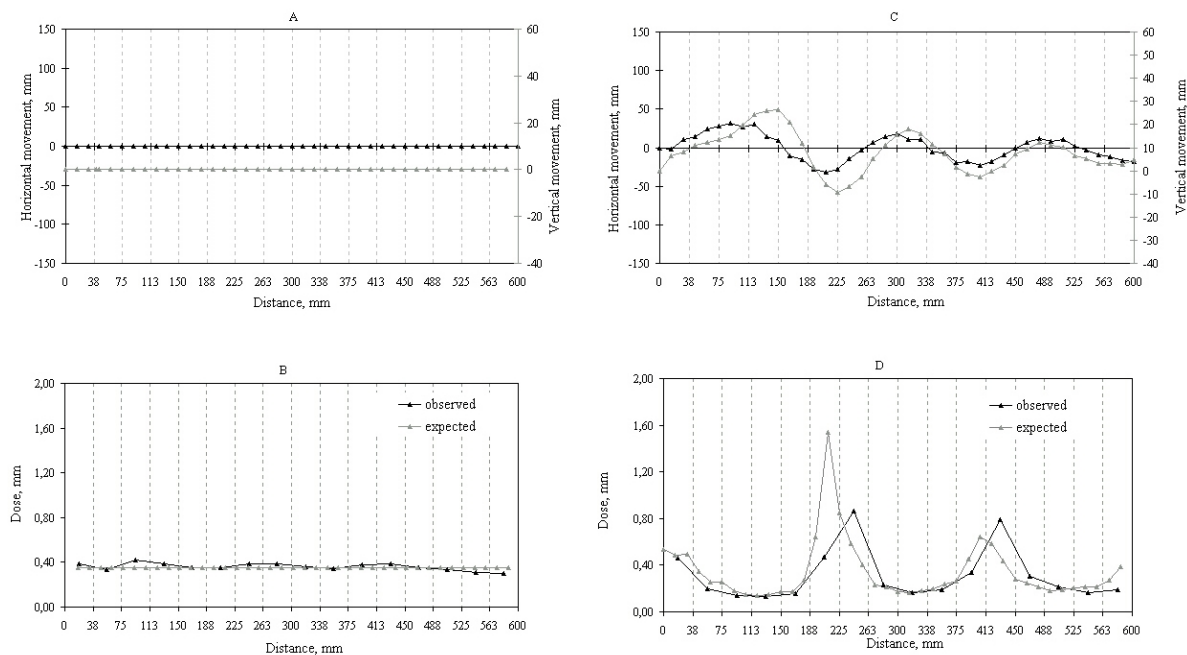 A
150
100
50
0
-50
-100
-150
60
40
20
0
-20
-40
Horizontal movement, mm
Vertical movement, mm
0 38 75 113 150 188 225 263 300 338 375 413 450 488 525 563 600
Distance, mm
C
150
100
50
0
-50
-100
-150
60
50
40
30
20
10
0
-10
-20
-30
-40
Horizontal movement, mm
Vertical movement, mm
0 38 75 113 150 188 225 263 300 338 375 413 450 488 525 563 600
Distance, mm
B
2,00
1,60
1,20
0,80
0,40
0,00
Dose, mm
observed
expected
0 38 75 113 150 188 225 263 300 338 375 413 450 488 525 563 600
Distance, mm
D
2,00
1,60
1,20
0,80
0,40
0,00
Dose, mm
observed
expected
0 38 75 113 150 188 225 263 300 338 375 413 450 488 525 563 600
Distance, mm